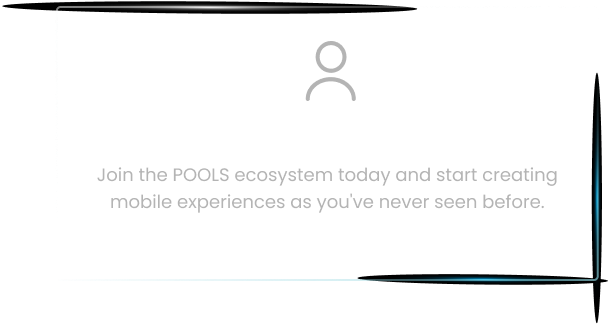 Join the POOLS ecosystem today and start creating
mobile experiences as you've never seen before.